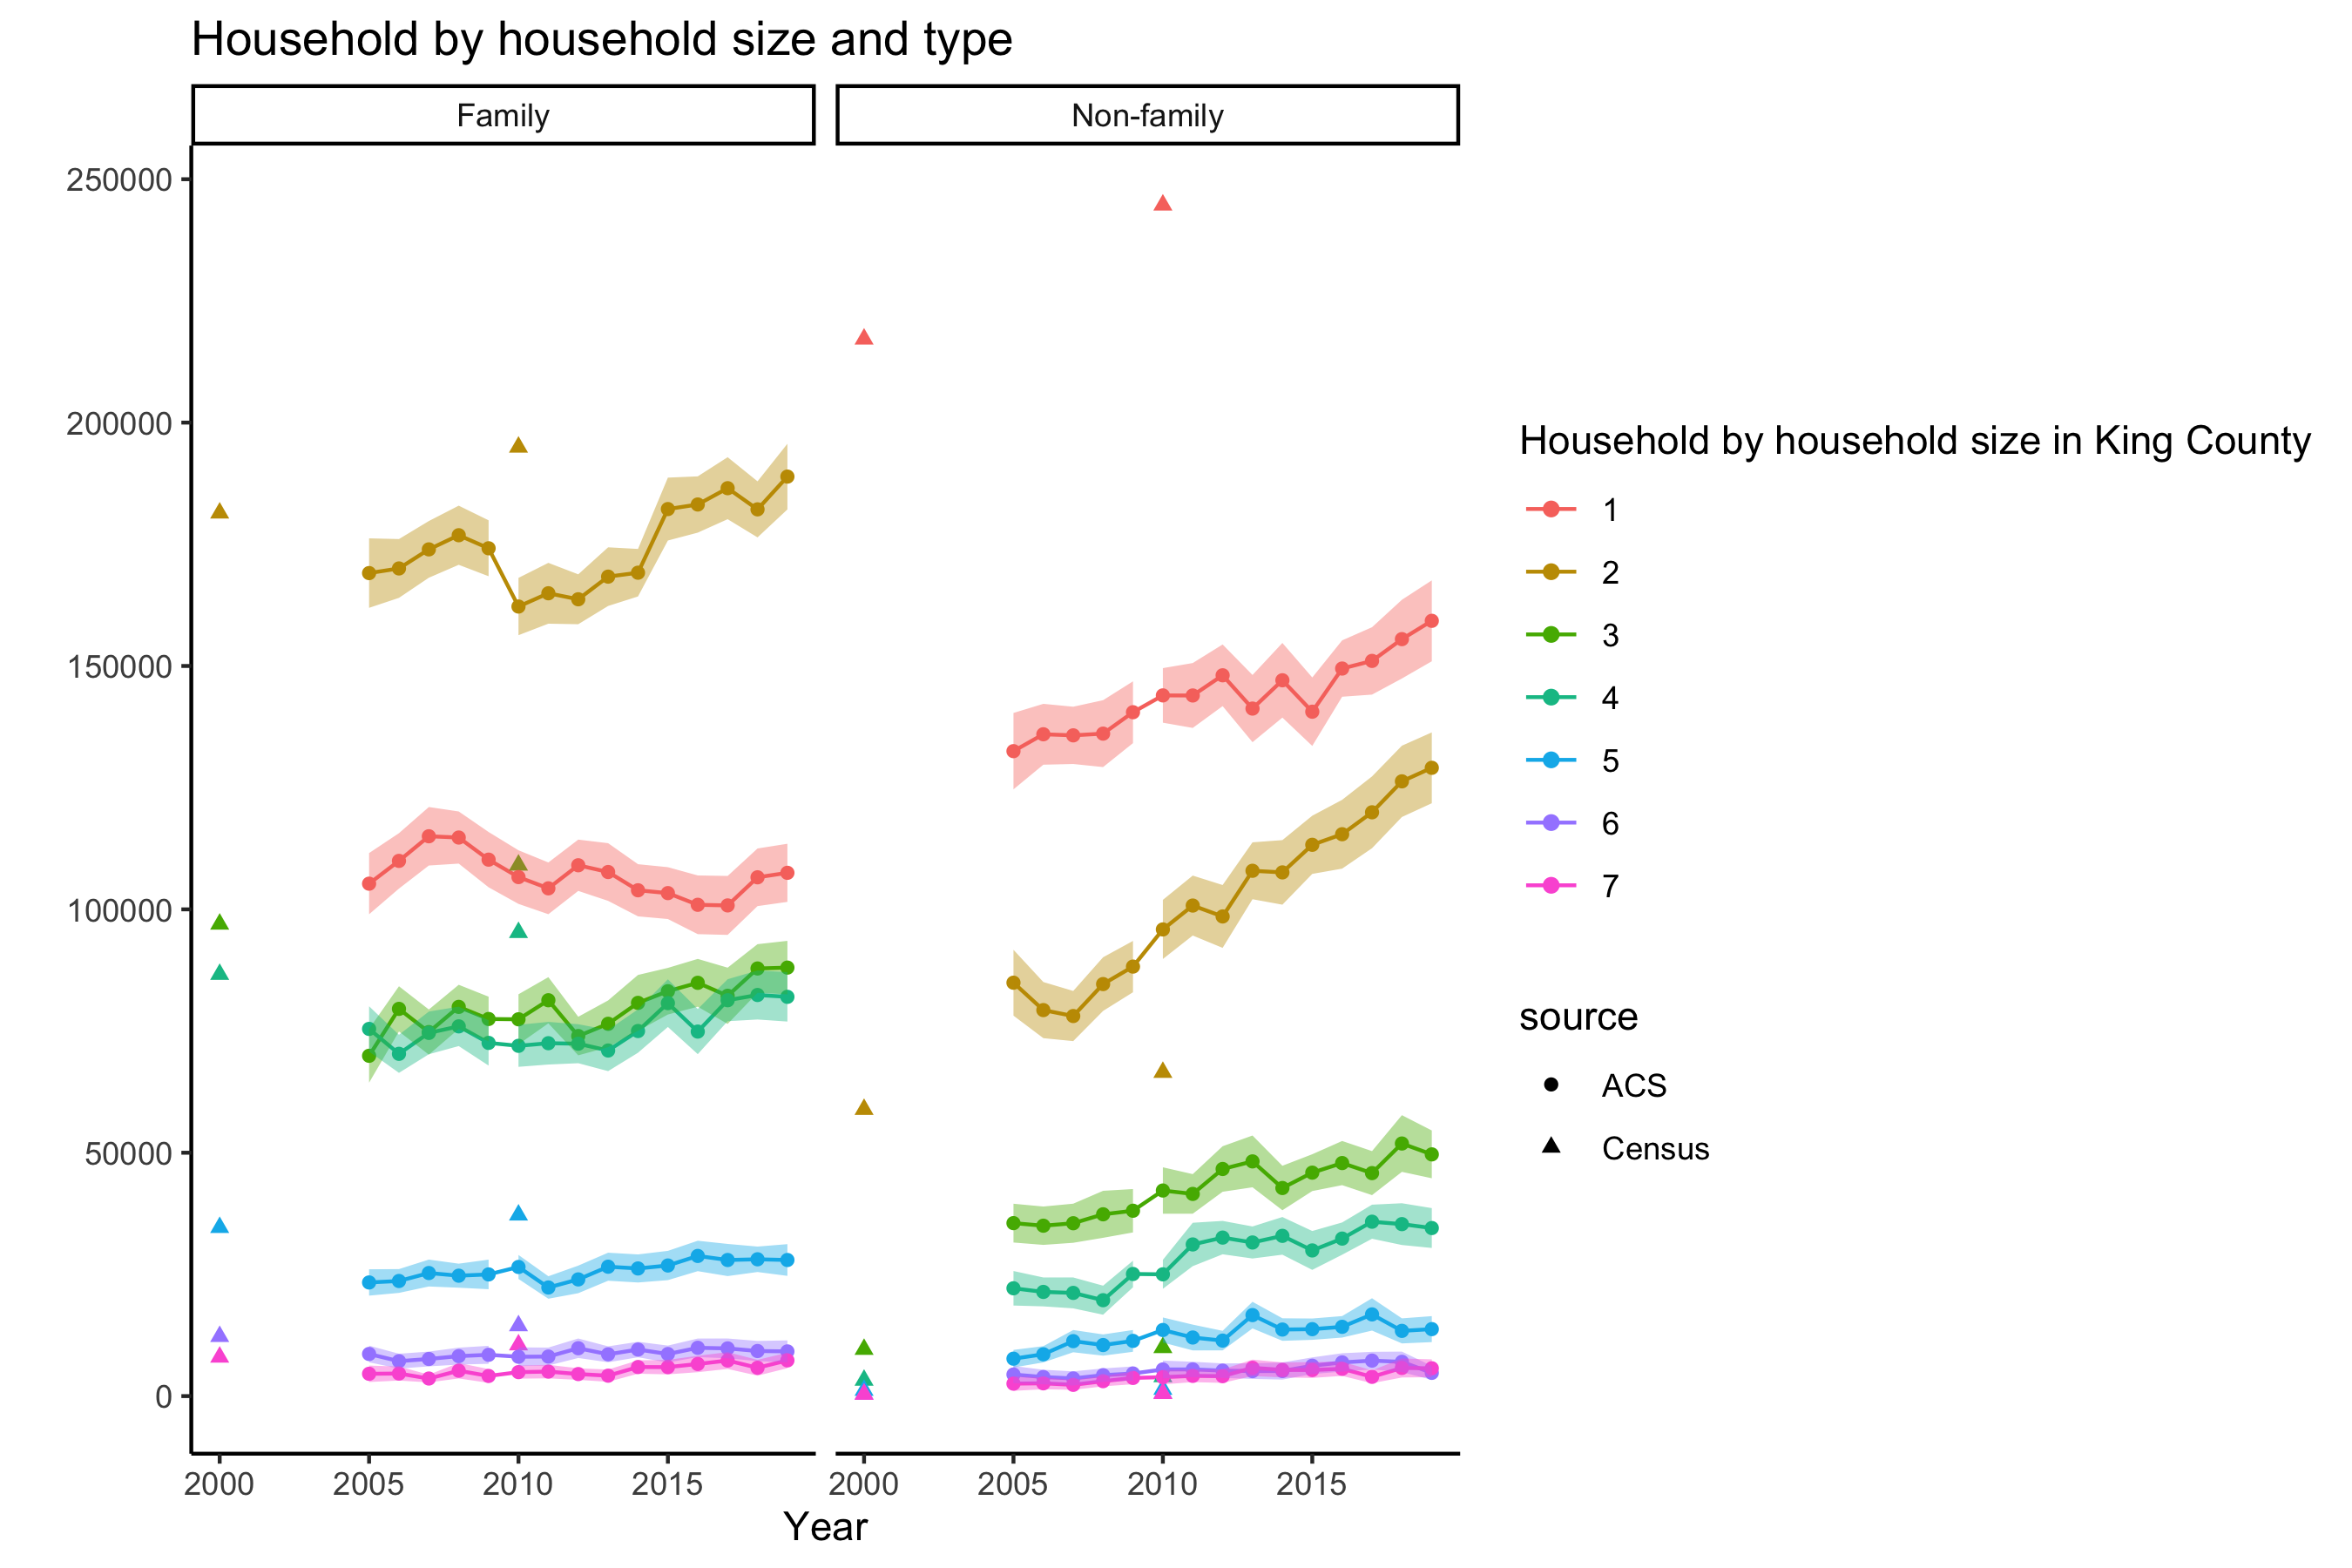 Household by household size and type
Family
Non-family
250000
200000
150000
100000
50000
0
2000
2005
2010
2015
2000
2005
2010
2015
Year
Household by household size in King County
1
2
3
4
5
6
7
source
ACS
Census